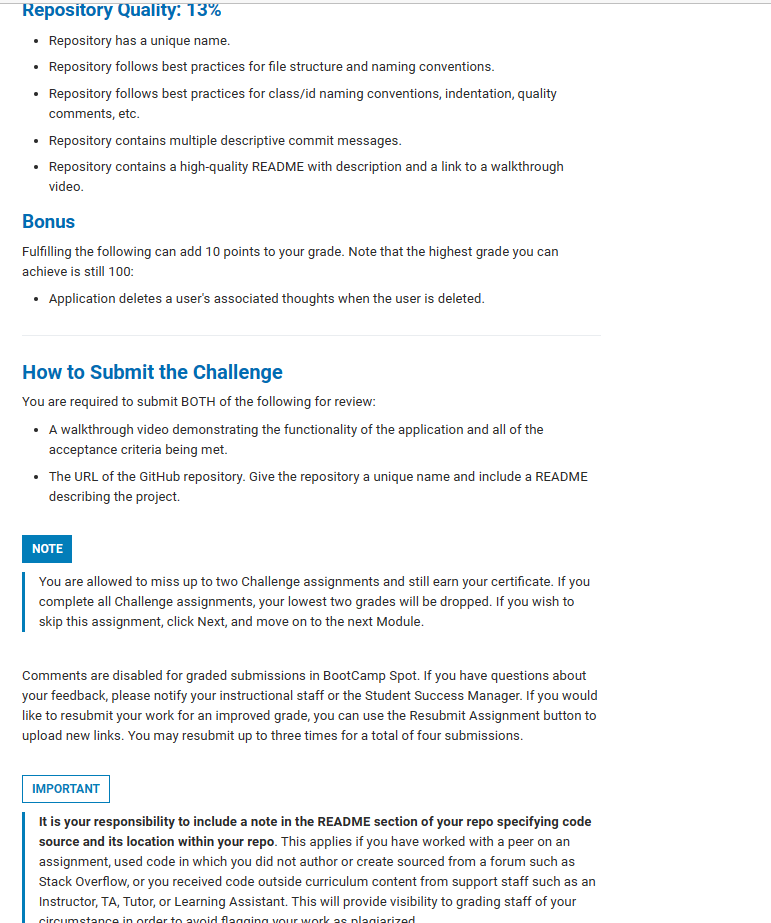 Repository Quality: 13%
Repository has a unique name.
Repository follows best practices for file structure and naming conventions.
Repository follows best practices for class/id naming conventions, indentation, quality
comments, etc.
Repository contains multiple descriptive commit messages.
Repository contains a high-quality README with description and a link to a walkthrough
video.
Bonus
Fulfilling the following can add 10 points to your grade. Note that the highest grade you can
achieve is still 100:
Application deletes a user's associated thoughts when the user is deleted.
How to Submit the Challenge
You are required to submit BOTH of the following for review:
A walkthrough video demonstrating the functionality of the application and all of the
acceptance criteria being met.
The URL of the GitHub repository. Give the repository a unique name and include a README
describing the project.
NOTE
You are allowed to miss up to two Challenge assignments and still earn your certificate. If you
complete all Challenge assignments, your lowest two grades will be dropped. If you wish to
skip this assignment, click Next, and move on to the next Module.
Comments are disabled for graded submissions in BootCamp Spot. If you have questions about
your feedback, please notify your instructional staff or the Student Success Manager. If you would
like to resubmit your work for an improved grade, you can use the Resubmit Assignment button to
upload new links. You may resubmit up to three times for a total of four submissions.
IMPORTANT
It is your responsibility to include a note in the README section of your repo specifying code
source and its location within your repo. This applies if you have worked with a peer on an
assignment, used code in which you did not author or create sourced from a forum such as
Stack Overflow, or you received code outside curriculum content from support staff such as an
Instructor, TA, Tutor, or Learning Assistant. This will provide visibility to grading staff of your
circumstance in order to avoid flagging your work as plagiarized.